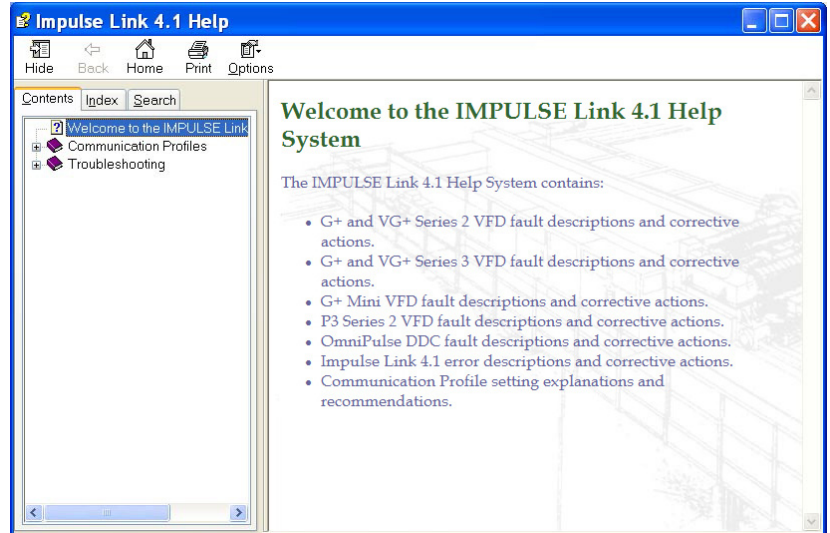 Impulse Link 4.1 Help
Hide Back Home Print Options
Contents Index Search
Welcome to the IMPULSE Link
Communication Profiles
Troubleshooting
Welcome to the IMPULSE Link 4.1 Help
System
The IMPULSE Link 4.1 Help System contains:
• G+ and VG+ Series 2 VFD fault descriptions and corrective
actions.
• G+ and VG+ Series 3 VFD fault descriptions and corrective
actions.
• G+ Mini VFD fault descriptions and corrective actions.
• P3 Series 2 VFD fault descriptions and corrective actions.
• OmniPulse DDC fault descriptions and corrective actions.
• Impulse Link 4.1 error descriptions and corrective actions.
• Communication Profile setting explanations and
recommendations.